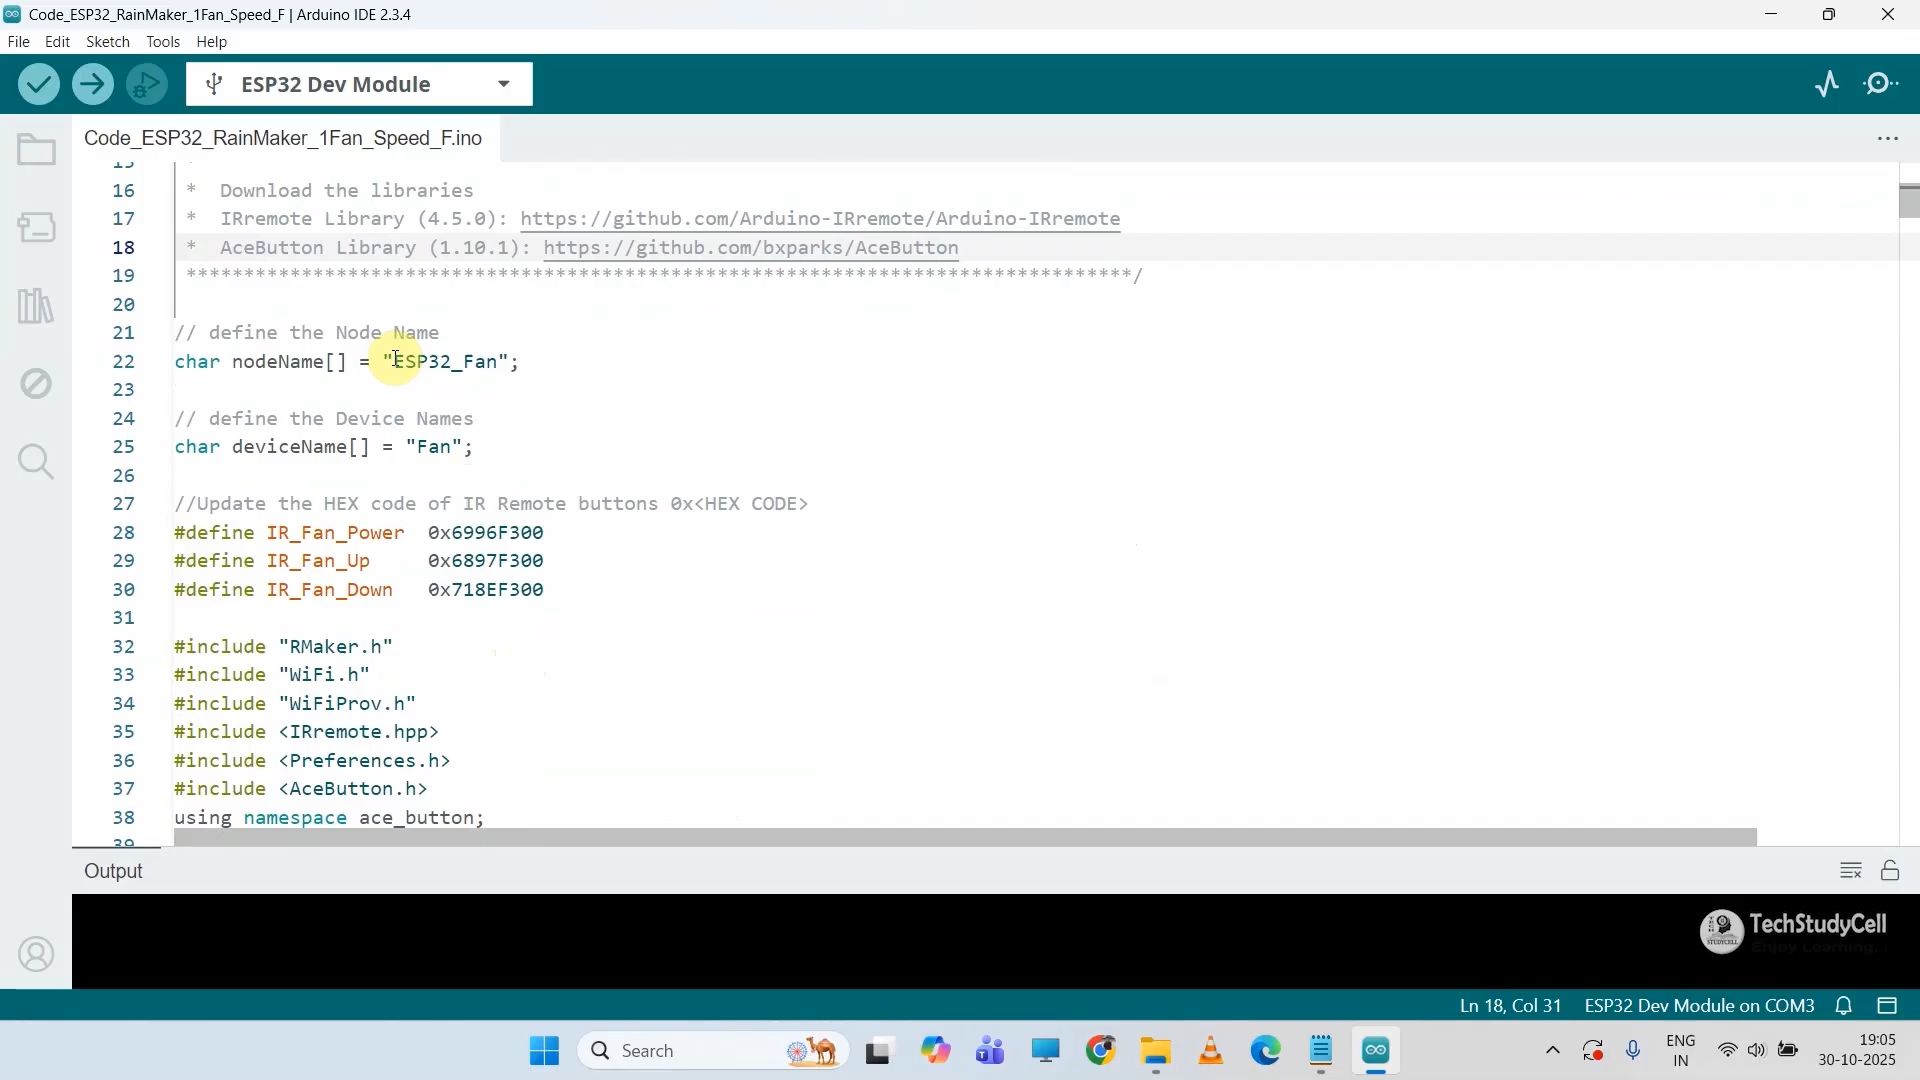 Code_ESP32_RainMaker_1Fan_Speed_F | Arduino IDE 2.3.4
File Edit Sketch Tools Help
ESP32 Dev Module
Code_ESP32_RainMaker_1Fan_Speed_F.ino
15
16 * Download the libraries
17 * IRremote Library (4.5.0): https://github.com/Arduino-IRremote/Arduino-IRremote
18 * AceButton Library (1.10.1): https://github.com/bxparks/AceButton
19 **********************************************************************************/
20
21 // define the Node Name
22 char nodeName[] = "ESP32_Fan";
23
24 // define the Device Names
25 char deviceName[] = "Fan";
26
27 //Update the HEX code of IR Remote buttons 0x<HEX CODE>
28 #define IR_Fan_Power 0x6996F300
29 #define IR_Fan_Up 0x6897F300
30 #define IR_Fan_Down 0x718EF300
31
32 #include "RMaker.h"
33 #include "WiFi.h"
34 #include "WiFiProv.h"
35 #include <IRremote.hpp>
36 #include <Preferences.h>
37 #include <AceButton.h>
38 using namespace ace_button;
39
Output
TechStudyCell
Enjoy Learning...
Ln 18, Col 31 ESP32 Dev Module on COM3
Search
ENG
IN
19:05
30-10-2025